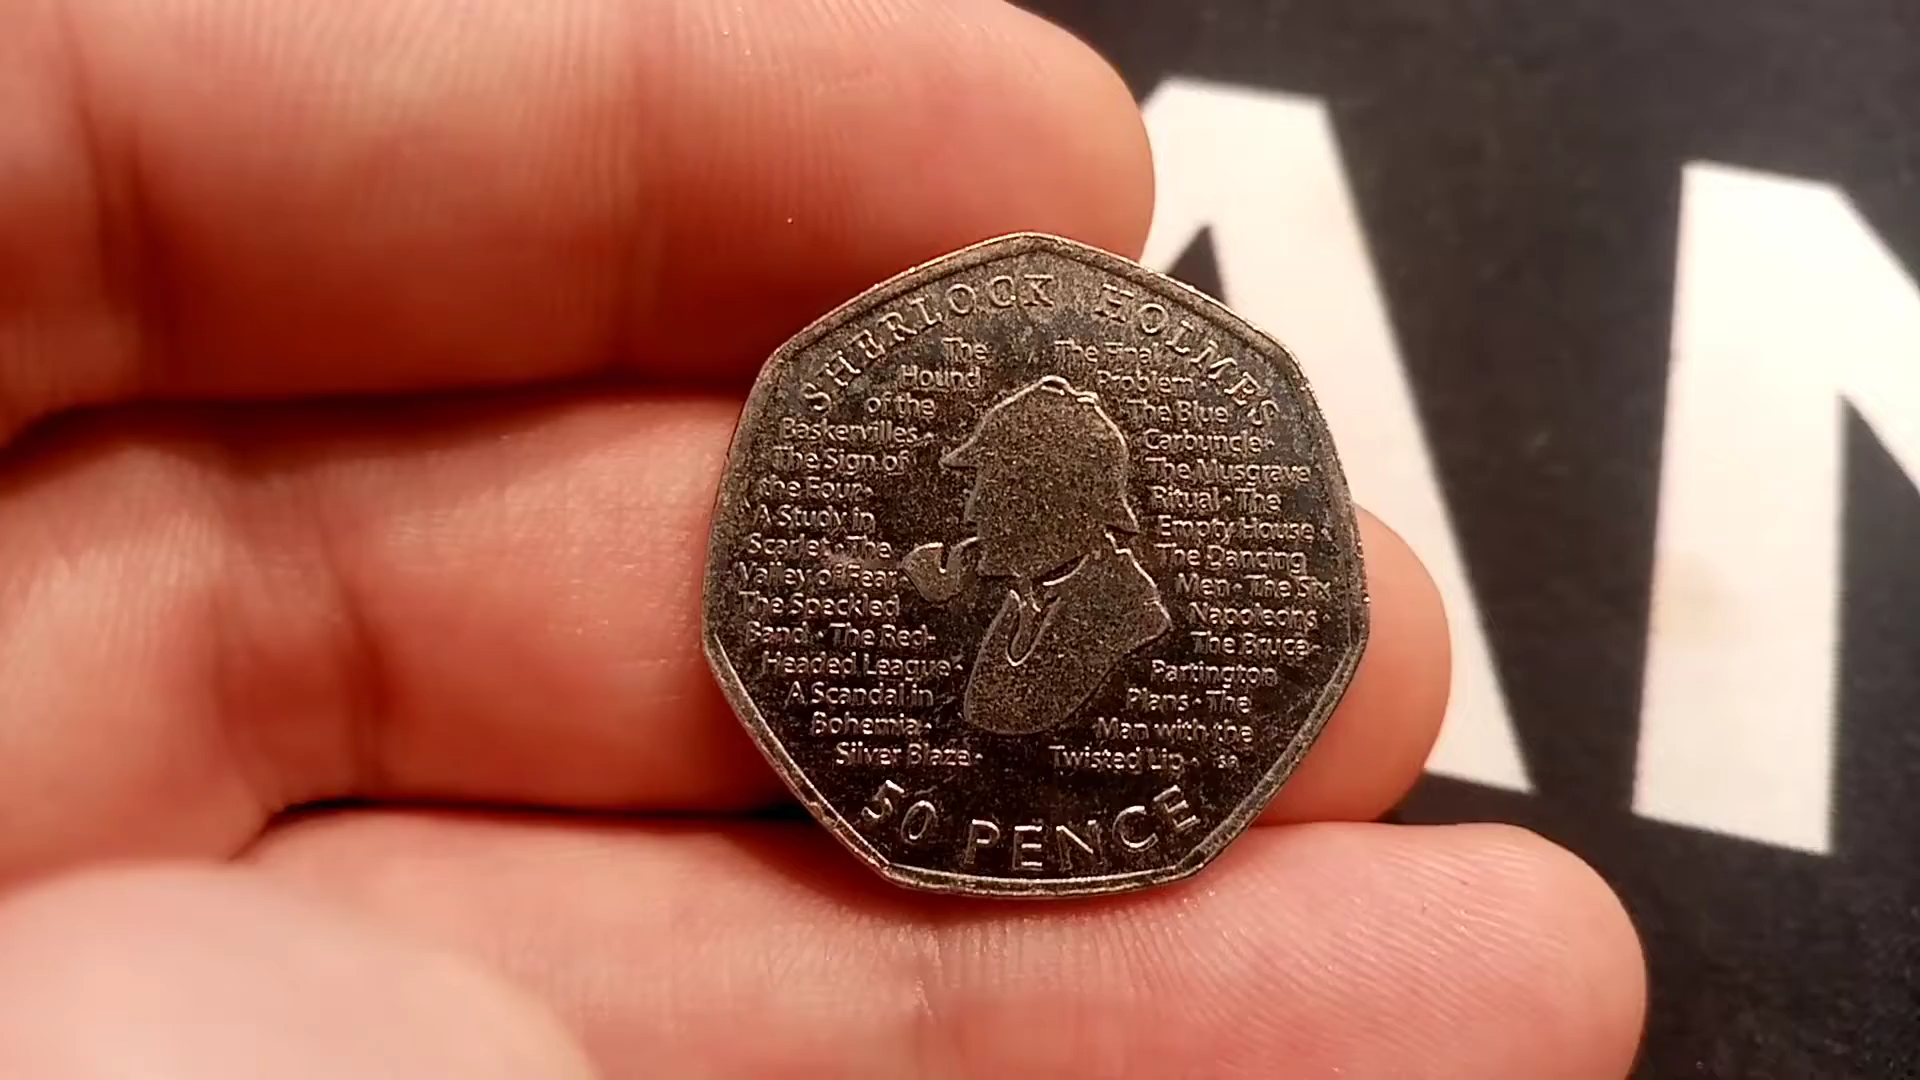 SHERLOCK HOLMES
The
Hound
of the
Baskervilles·
The Sign of
the Four·
A Study in
Scarlet·The
Valley of Fear·
The Speckled
Band·The Red-
Headed League·
A Scandal in
Bohemia·
Silver Blaze·
The Final
Problem·
The Blue
Carbuncle·
The Musgrave
Ritual·The
Empty House·
The Dancing
Men·The Six
Napoleons·
The Bruce-
Partington
Plans·The
Man with the
Twisted Lip·
50 PENCE